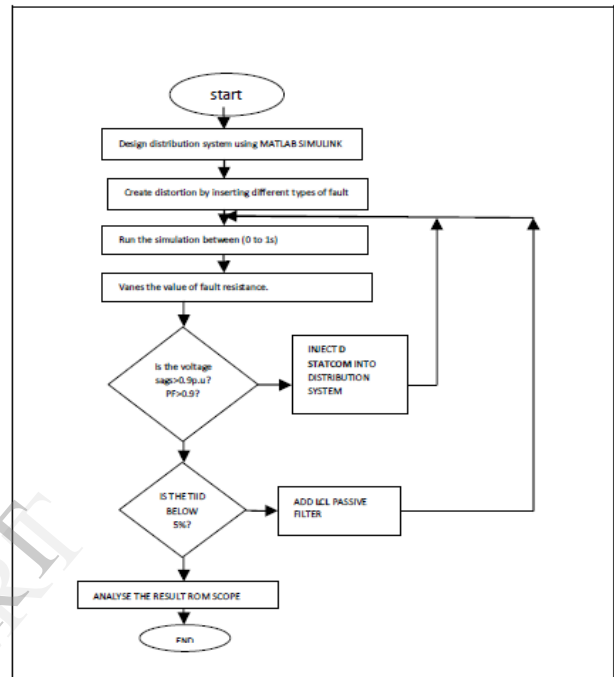 start
Design distribution system using MATLAB SIMULINK
Create distortion by inserting different types of fault
Run the simulation between (0 to 1s)
Vanes the value of fault resistance.
Is the voltage
sags>0.9p.u?
PF>0.9?
INJECT D
STATCOM INTO
DISTRIBUTION
SYSTEM
IS THE TIID
BELOW
5%?
ADD LCL PASSIVE
FILTER
ANALYSE THE RESULT ROM SCOPE
END